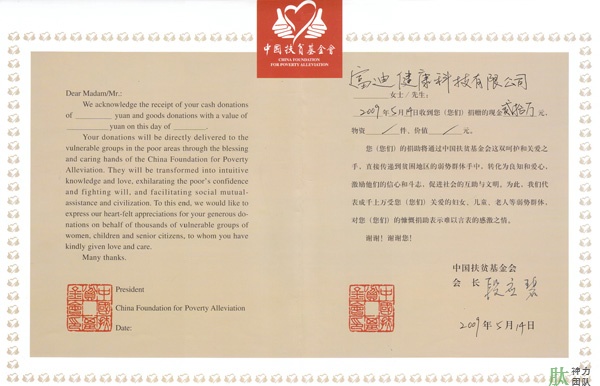 中国扶贫基金會
CHINA FOUNDATION
FOR POVERTY ALLEVIATION
Dear Madam/Mr.:
We acknowledge the receipt of your cash donations
of ________ yuan and goods donations with a value of
________yuan on this day of ________.
Your donations will be directly delivered to the
vulnerable groups in the poor areas through the blessing
and caring hands of the China Foundation for Poverty
Alleviation. They will be transformed into intuitive
knowledge and love, exhilarating the poor's confidence
and fighting will, and facilitating social mutual-
assistance and civilization. To this end, we would like to
express our heart-felt appreciations for your generous do-
nations on behalf of thousands of vulnerable groups of
women, children and senior citizens, to whom you have
kindly given love and care.
Many thanks.
President
China Foundation for Poverty Alleviation
Date:
富迪健康科技有限公司
女士/先生:
2009年5月14日收到您(您们)捐赠的现金贰拾万元,
物资 / 件,价值 / 元。
您(您们)的捐助将通过中国扶贫基金会这双呵护和关爱之
手,直接传递到贫困地区的弱势群体手中,转化为良知和爱心,
激励他们的信心和斗志,促进社会的互助与文明。为此,我们代
表成千上万受您(您们)关爱的妇女、儿童、老人等弱势群体,
对您(您们)的慷慨捐助表示难以言表的感激之情。
谢谢!谢谢您!
中国扶贫基金会
会 长 段应碧
2009年5月14日
肽 神力
团队